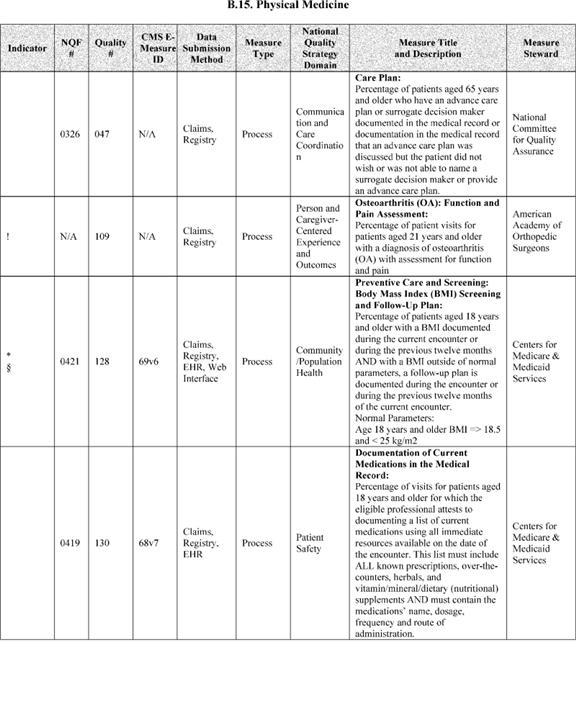 B.15. Physical Medicine
Indicator
NQF
#
Quality
#
CMS E-
Measure
ID
Data
Submission
Method
Measure
Type
National
Quality
Strategy
Domain
Measure Title
and Description
Measure
Steward
0326
047
N/A
Claims,
Registry
Process
Communica
tion and
Care
Coordinatio
n
Care Plan:
Percentage of patients aged 65 years
and older who have an advance care
plan or surrogate decision maker
documented in the medical record or
documentation in the medical record
that an advance care plan was
discussed but the patient did not
wish or was not able to name a
surrogate decision maker or provide
an advance care plan.
National
Committee
for Quality
Assurance
!
N/A
109
N/A
Claims,
Registry
Process
Person and
Caregiver-
Centered
Experience
and
Outcomes
Osteoarthritis (OA): Function and
Pain Assessment:
Percentage of patient visits for
patients aged 21 years and older
with a diagnosis of osteoarthritis
(OA) with assessment for function
and pain
American
Academy of
Orthopedic
Surgeons
*
§
0421
128
69v6
Claims,
Registry,
EHR, Web
Interface
Process
Community
/Population
Health
Preventive Care and Screening:
Body Mass Index (BMI) Screening
and Follow-Up Plan:
Percentage of patients aged 18 years
and older with a BMI documented
during the current encounter or
during the previous twelve months
AND with a BMI outside of normal
parameters, a follow-up plan is
documented during the encounter or
during the previous twelve months
of the current encounter.
Normal Parameters:
Age 18 years and older BMI => 18.5
and < 25 kg/m2
Centers for
Medicare &
Medicaid
Services
0419
130
68v7
Claims,
Registry,
EHR
Process
Patient
Safety
Documentation of Current
Medications in the Medical
Record:
Percentage of visits for patients aged
18 years and older for which the
eligible professional attests to
documenting a list of current
medications using all immediate
resources available on the date of
the encounter. This list must include
ALL known prescriptions, over-the-
counters, herbals, and
vitamin/mineral/dietary (nutritional)
supplements AND must contain the
medications' name, dosage,
frequency and route of
administration.
Centers for
Medicare &
Medicaid
Services